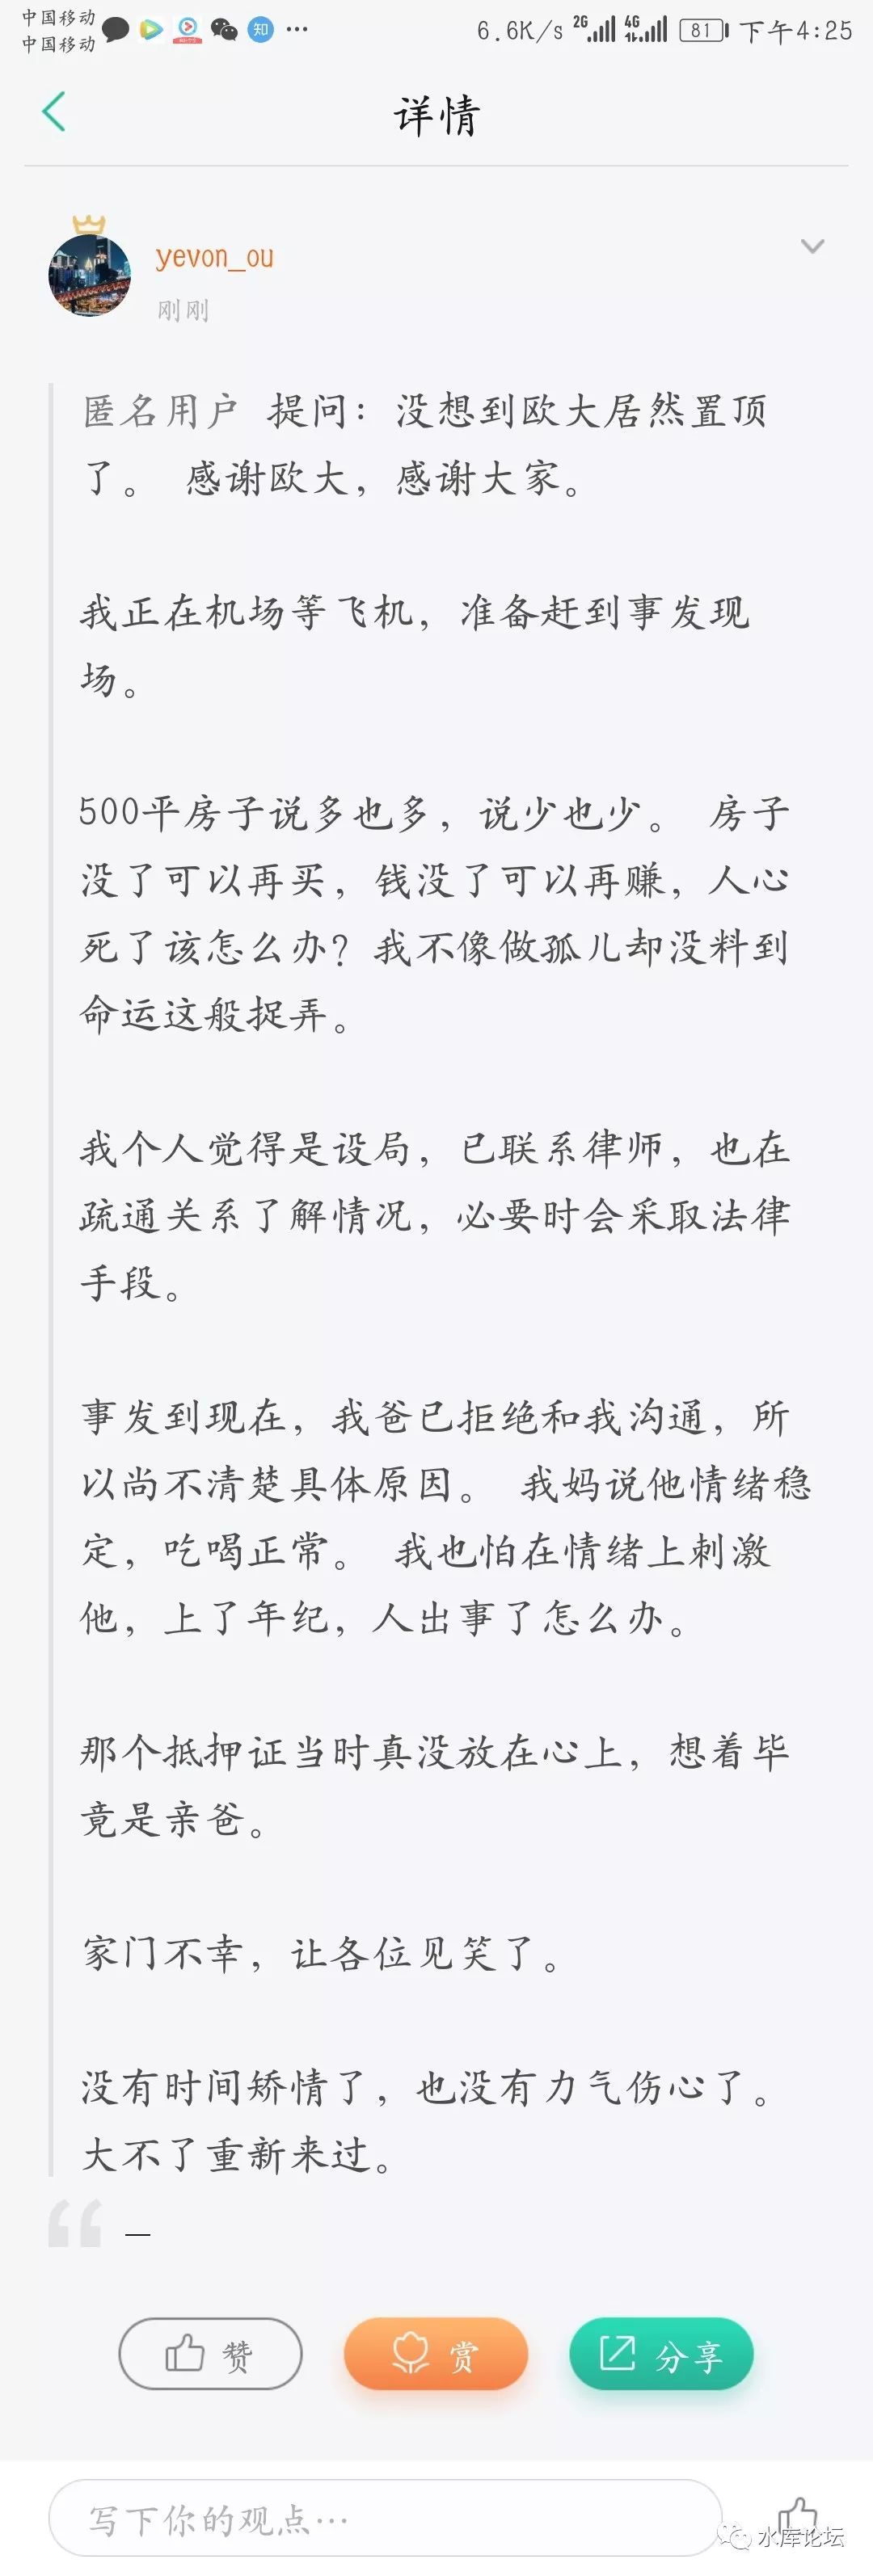 中国移动
中国移动
知
6.6K/s 2G 4G 81 下午4:25
详情
yevon_ou
刚刚
匿名用户 提问：没想到欧大居然置顶
了。 感谢欧大，感谢大家。
我正在机场等飞机，准备赶到事发现
场。
500平房子说多也多，说少也少。 房子
没了可以再买，钱没了可以再赚，人心
死了该怎么办？我不像做孤儿却没料到
命运这般捉弄。
我个人觉得是设局，已联系律师，也在
疏通关系了解情况，必要时会采取法律
手段。
事发到现在，我爸已拒绝和我沟通，所
以尚不清楚具体原因。 我妈说他情绪稳
定，吃喝正常。 我也怕在情绪上刺激
他，上了年纪，人出事了怎么办。
那个抵押证当时真没放在心上，想着毕
竟是亲爸。
家门不幸，让各位见笑了。
没有时间矫情了，也没有力气伤心了。
大不了重新来过。
“ —
赞 赏 分享
写下你的观点…
水库论坛